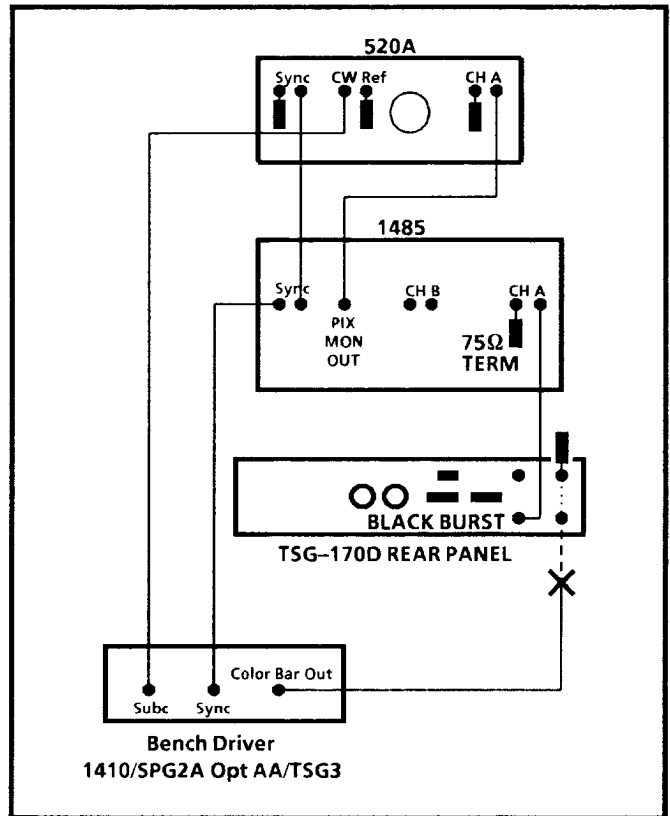 520A
Sync CW Ref CH A
1485
Sync CH B CH A
PIX
MON
OUT
75Ω
TERM
BLACK BURST
TSG–170D REAR PANEL
Color Bar Out
Subc Sync
Bench Driver
1410/SPG2A Opt AA/TSG3